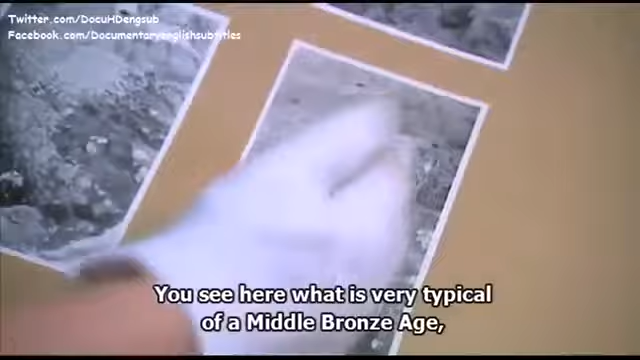 Twitter.com/DocuHDengsub
Facebook.com/Documentaryenglishsubtitles
You see here what is very typical
of a Middle Bronze Age,